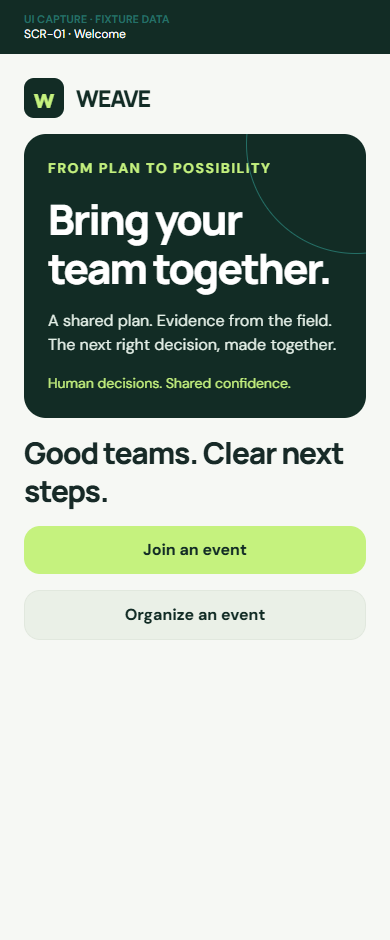 UI CAPTURE · FIXTURE DATA
SCR-01 · Welcome
w WEAVE
FROM PLAN TO POSSIBILITY
Bring your
team together.
A shared plan. Evidence from the field.
The next right decision, made together.
Human decisions. Shared confidence.
Good teams. Clear next
steps.
Join an event
Organize an event